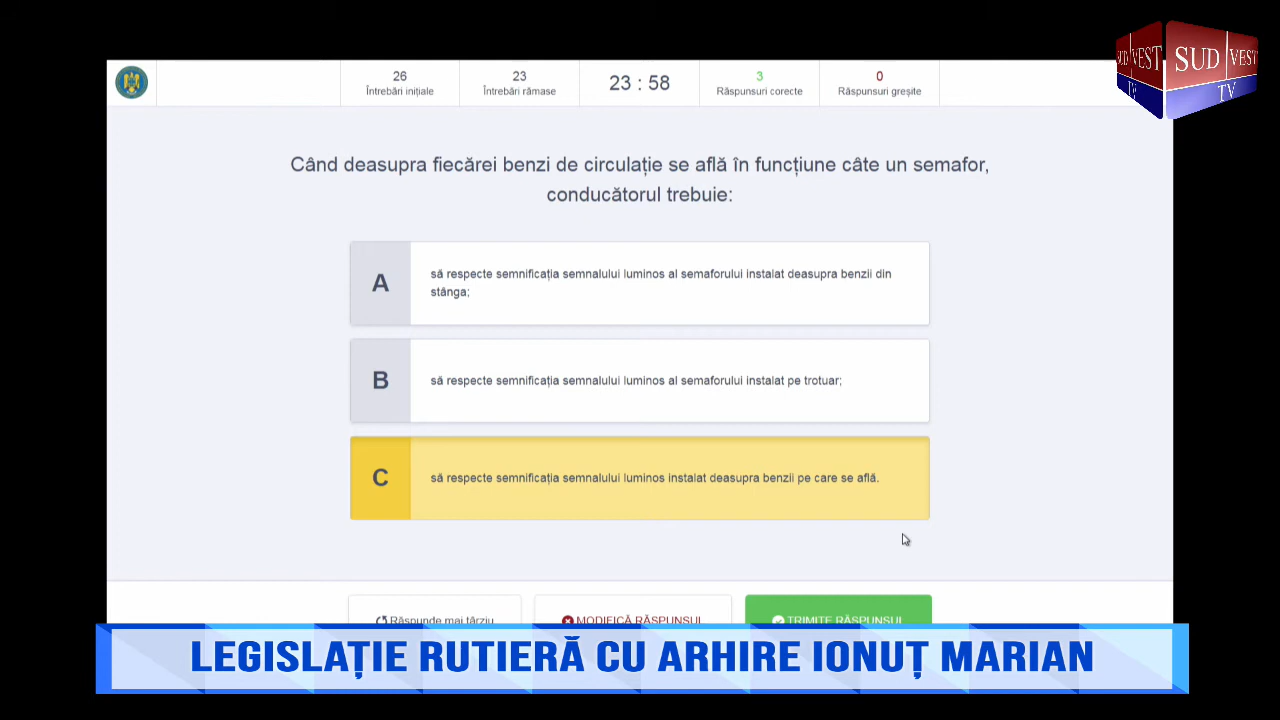 SUD VEST SUD VEST
TV TV
26 23 23 : 58 3 0
Întrebări inițiale Întrebări rămase Răspunsuri corecte Răspunsuri greșite
Când deasupra fiecărei benzi de circulație se află în funcțiune câte un semafor,
conducătorul trebuie:
A
să respecte semnificația semnalului luminos al semaforului instalat deasupra benzii din
stânga;
B
să respecte semnificația semnalului luminos al semaforului instalat pe trotuar;
C
să respecte semnificația semnalului luminos instalat deasupra benzii pe care se află.
Răspunde mai târziu MODIFICĂ RĂSPUNSUL TRIMITE RĂSPUNSUL
LEGISLAȚIE RUTIERĂ CU ARHIRE IONUȚ MARIAN